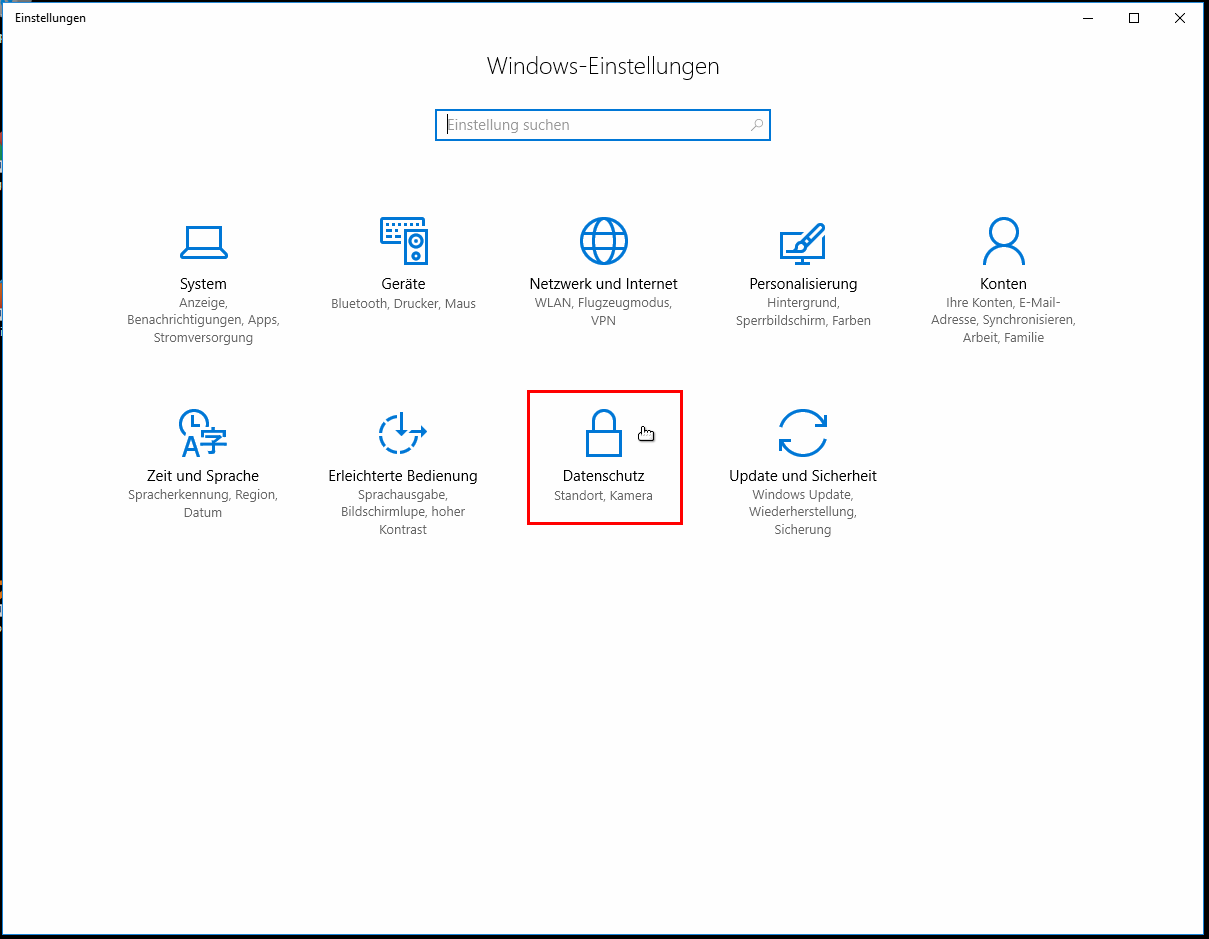 Einstellungen
Windows-Einstellungen
Einstellung suchen
System
Anzeige,
Benachrichtigungen, Apps,
Stromversorgung
Geräte
Bluetooth, Drucker, Maus
Netzwerk und Internet
WLAN, Flugzeugmodus,
VPN
Personalisierung
Hintergrund,
Sperrbildschirm, Farben
Konten
Ihre Konten, E-Mail-
Adresse, Synchronisieren,
Arbeit, Familie
Zeit und Sprache
Spracherkennung, Region,
Datum
Erleichterte Bedienung
Sprachausgabe,
Bildschirmlupe, hoher
Kontrast
Datenschutz
Standort, Kamera
Update und Sicherheit
Windows Update,
Wiederherstellung,
Sicherung